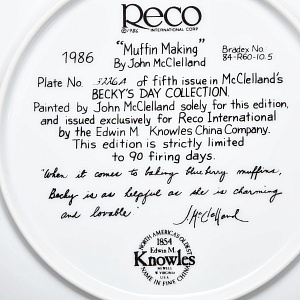 Reco
©1986 INTERNATIONAL CORP.
1986
"Muffin Making"
By John McClelland
Bradex No.
84-R60-10.5
Plate No. 5226A of fifth issue in McClelland's
BECKY'S DAY COLLECTION.
Painted by John McClelland solely for this edition,
and issued exclusively for Reco International
by the Edwin M Knowles China Company.
This edition is strictly limited
to 90 firing days.
"When it comes to baking blueberry muffins,
Becky is as helpful as she is charming
and lovable"
J. McClelland
NORTH AMERICA'S OLDEST
1854
Edwin M.
Knowles
NEWELL
W. VIRGINIA
USA
NAME IN FINE CHINA